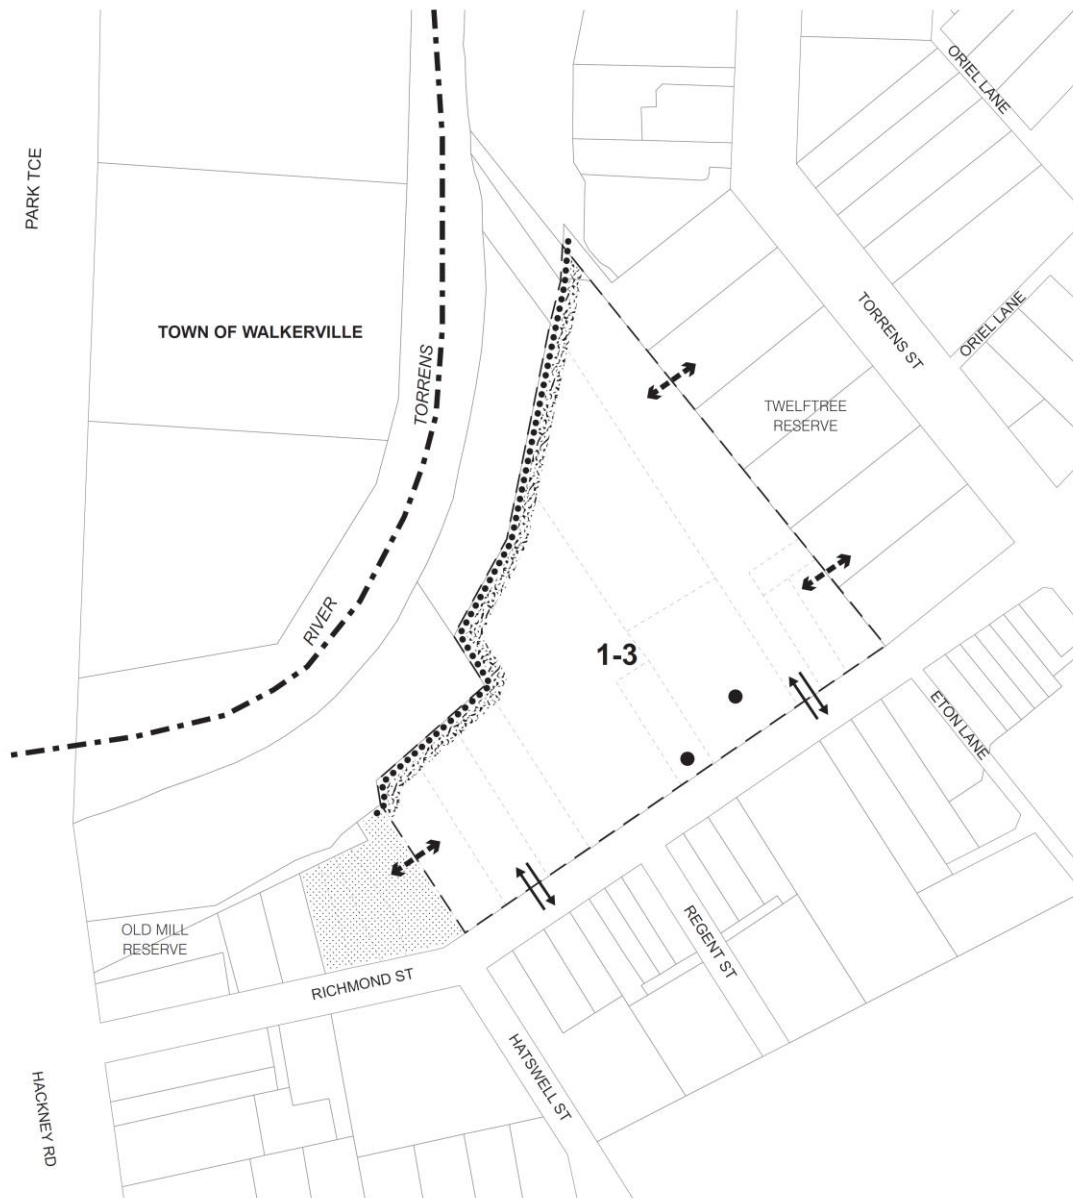 ORIEL LANE
PARK TCE
TORRENS ST
ORIEL LANE
TOWN OF WALKERVILLE
TORRENS
TWELFTREE
RESERVE
RIVER
1-3
ETON LANE
OLD MILL
RESERVE
REGENT ST
RICHMOND ST
HATSWELL ST
HACKNEY RD